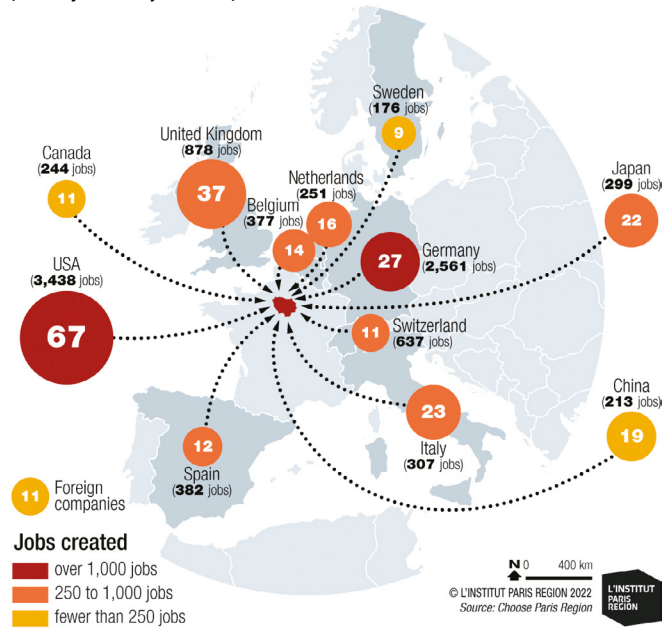 Sweden
(176 jobs)
9
United Kingdom
(878 jobs)
37
Canada
(244 jobs)
11
Netherlands
(251 jobs)
16
Belgium
(377 jobs)
14
Japan
(299 jobs)
22
USA
(3,438 jobs)
67
27
Germany
(2,561 jobs)
11
Switzerland
(637 jobs)
China
(213 jobs)
19
23
Italy
(307 jobs)
12
Spain
(382 jobs)
11
Foreign
companies
Jobs created
over 1,000 jobs
250 to 1,000 jobs
fewer than 250 jobs
N 0 400 km
© L'INSTITUT PARIS REGION 2022
Source: Choose Paris Region
L'INSTITUT
PARIS
REGION